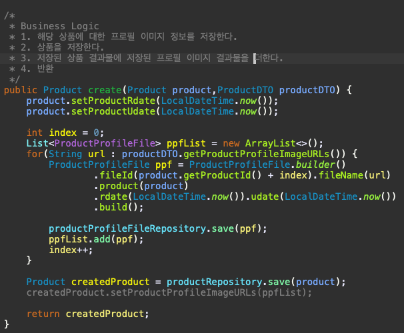 /*
 * Business Logic
 * 1. 해당 상품에 대한 프로필 이미지 정보를 저장한다.
 * 2. 상품을 저장한다.
 * 3. 저장된 상품 결과물에 저장된 프로필 이미지 결과물을 더한다.
 * 4. 반환
 */
public Product create(Product product,ProductDTO productDTO) {
    product.setProductRdate(LocalDateTime.now());
    product.setProductUdate(LocalDateTime.now());
    int index = 0;
    List<ProductProfileFile> ppfList = new ArrayList<>();
    for(String url : productDTO.getProductProfileImageURLs()) {
        ProductProfileFile ppf = ProductProfileFile.builder()
                .fileId(product.getProductId() + index).fileName(url)
                .product(product)
                .rdate(LocalDateTime.now()).udate(LocalDateTime.now())
                .build();
        productProfileFileRepository.save(ppf);
        ppfList.add(ppf);
        index++;
    }
    Product createdProduct = productRepository.save(product);
    createdProduct.setProductProfileImageURLs(ppfList);
    return createdProduct;
}